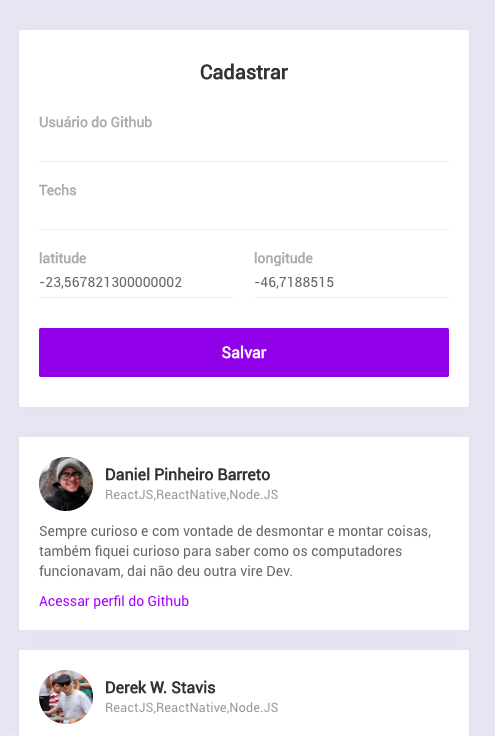 Cadastrar
Usuário do Github
Techs
latitude
longitude
-23,567821300000002
-46,7188515
Salvar
Daniel Pinheiro Barreto
ReactJS,ReactNative,Node.JS
Sempre curioso e com vontade de desmontar e montar coisas,
também fiquei curioso para saber como os computadores
funcionavam, dai não deu outra vire Dev.
Acessar perfil do Github
Derek W. Stavis
ReactJS,ReactNative,Node.JS